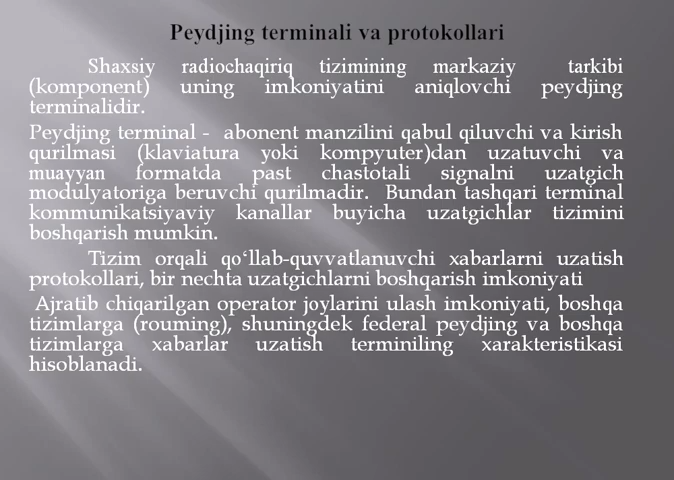 Peydjing terminali va protokollari
Shaxsiy radiochaqiriq tizimining markaziy tarkibi
(komponent) uning imkoniyatini aniqlovchi peydjing
terminalidir.
Peydjing terminal - abonent manzilini qabul qiluvchi va kirish
qurilmasi (klaviatura yoki kompyuter)dan uzatuvchi va
muayyan formatda past chastotali signalni uzatgich
modulyatoriga beruvchi qurilmadir. Bundan tashqari terminal
kommunikatsiyaviy kanallar buyicha uzatgichlar tizimini
boshqarish mumkin.
Tizim orqali qo‘llab-quvvatlanuvchi xabarlarni uzatish
protokollari, bir nechta uzatgichlarni boshqarish imkoniyati
Ajratib chiqarilgan operator joylarini ulash imkoniyati, boshqa
tizimlarga (rouming), shuningdek federal peydjing va boshqa
tizimlarga xabarlar uzatish terminiling xarakteristikasi
hisoblanadi.